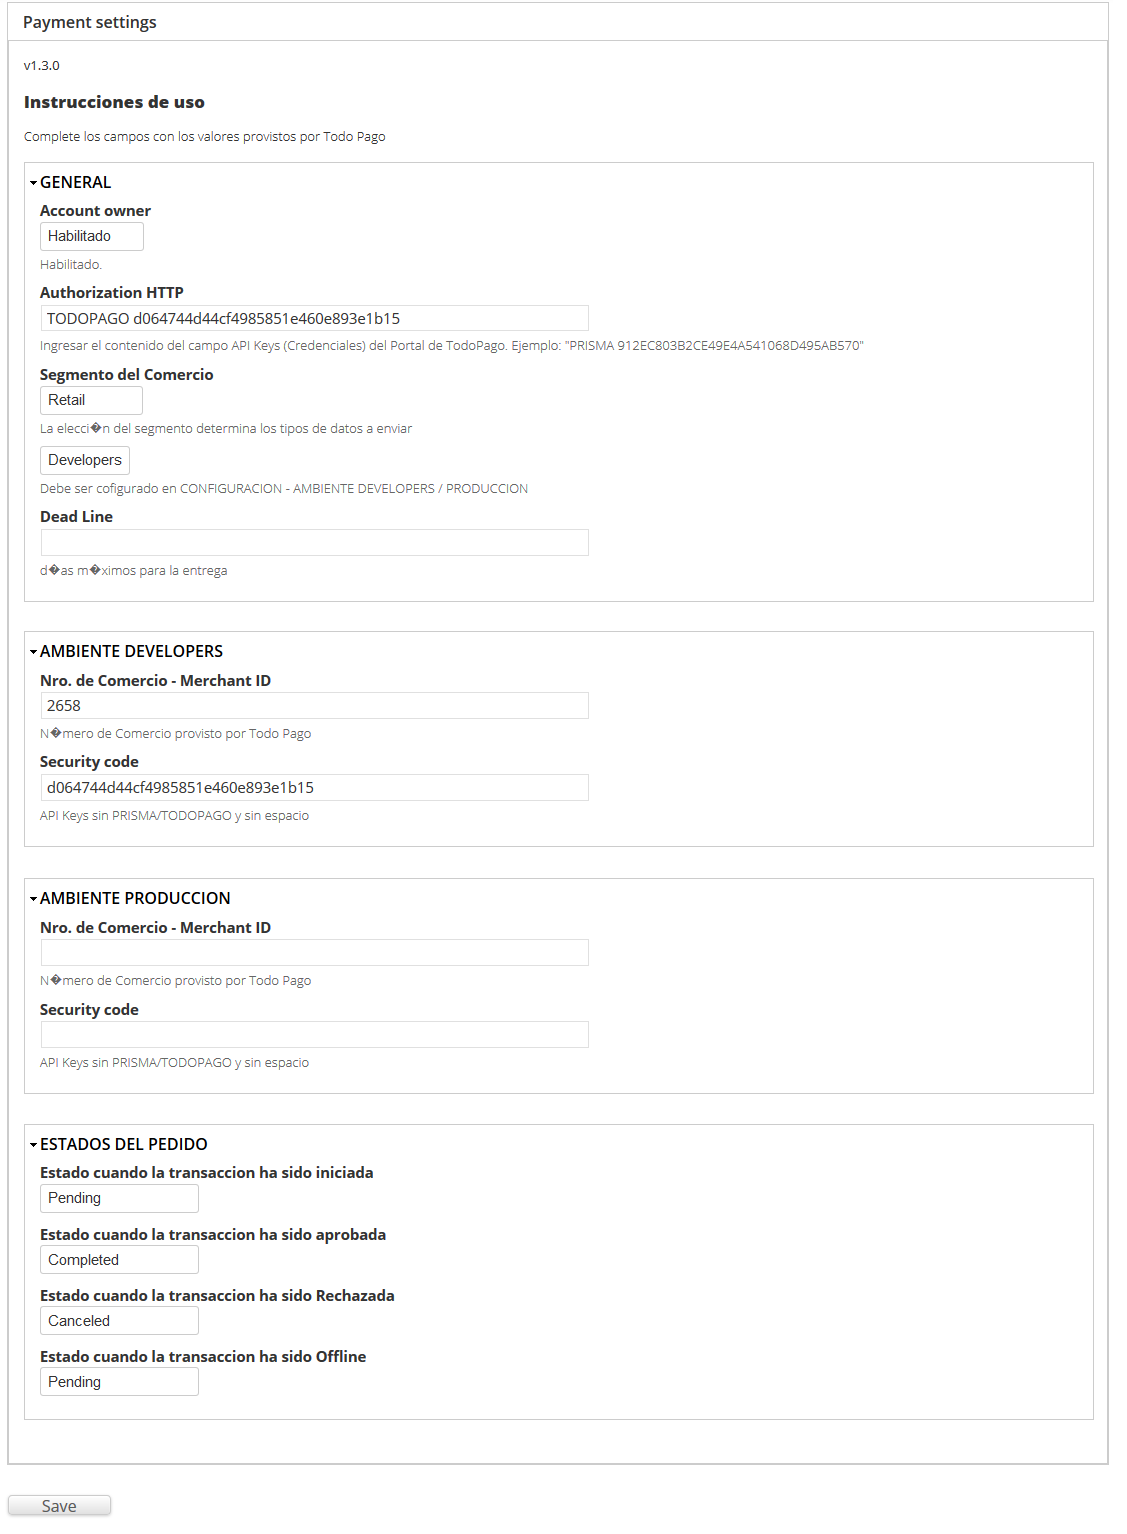 Payment settings
v1.3.0
Instrucciones de uso
Complete los campos con los valores provistos por Todo Pago
GENERAL
Account owner
Habilitado
Habilitado.
Authorization HTTP
TODOPAGO d064744d44cf4985851e460e893e1b15
Ingresar el contenido del campo API Keys (Credenciales) del Portal de TodoPago. Ejemplo: "PRISMA 912EC803B2CE49E4A541068D495AB570"
Segmento del Comercio
Retail
La elecci�n del segmento determina los tipos de datos a enviar
Developers
Debe ser cofigurado en CONFIGURACION - AMBIENTE DEVELOPERS / PRODUCCION
Dead Line
d�as m�ximos para la entrega
AMBIENTE DEVELOPERS
Nro. de Comercio - Merchant ID
2658
N�mero de Comercio provisto por Todo Pago
Security code
d064744d44cf4985851e460e893e1b15
API Keys sin PRISMA/TODOPAGO y sin espacio
AMBIENTE PRODUCCION
Nro. de Comercio - Merchant ID
N�mero de Comercio provisto por Todo Pago
Security code
API Keys sin PRISMA/TODOPAGO y sin espacio
ESTADOS DEL PEDIDO
Estado cuando la transaccion ha sido iniciada
Pending
Estado cuando la transaccion ha sido aprobada
Completed
Estado cuando la transaccion ha sido Rechazada
Canceled
Estado cuando la transaccion ha sido Offline
Pending
Save